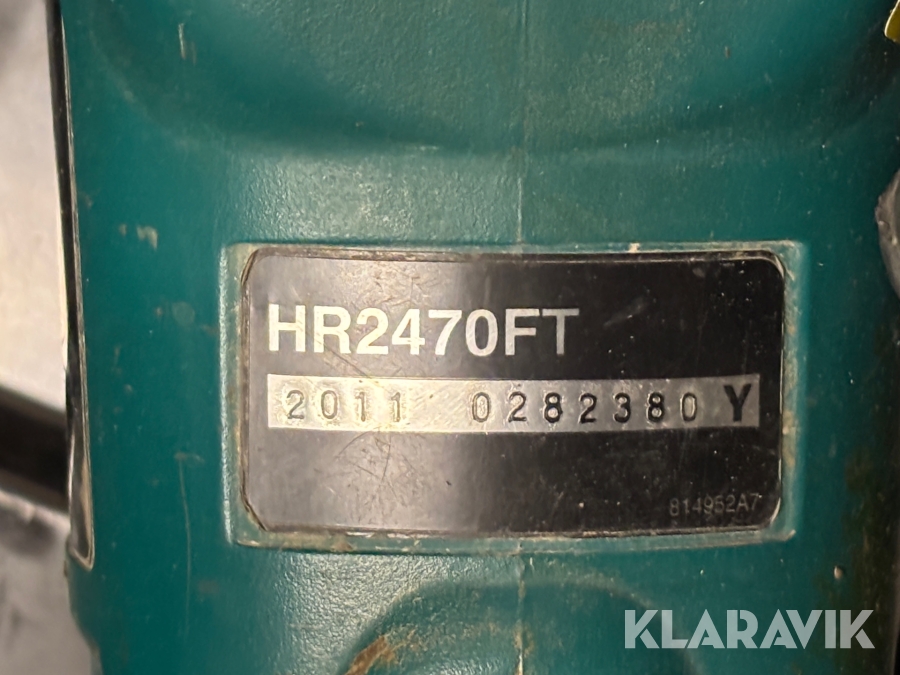 HR2470FT
2011 0282380 Y
814952A7
KLARAVIK